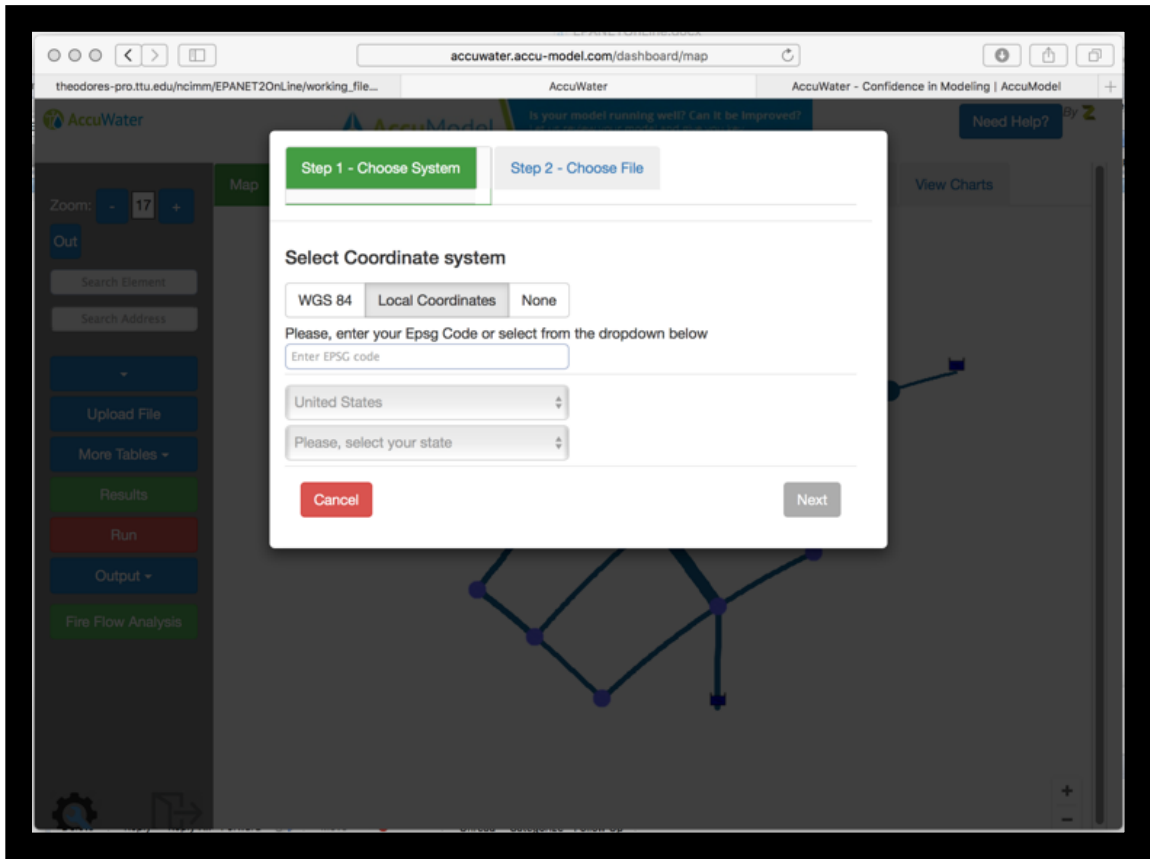 accuwater.accu-model.com/dashboard/map
theodores-pro.ttu.edu/ncimm/EPANET2OnLine/working_file...
AccuWater
AccuWater - Confidence in Modeling | AccuModel
AccuWater
AccuModel
Is your model running well? Can it be Improved?
Need Help?
By
Step 1 - Choose System
Step 2 - Choose File
Map
View Charts
Zoom: - 17 +
Out
Select Coordinate system
Search Element
WGS 84
Local Coordinates
None
Search Address
Please, enter your Epsg Code or select from the dropdown below
Enter EPSG code
United States
Upload File
Please, select your state
More Tables
Results
Cancel
Next
Run
Output
Fire Flow Analysis
+
−